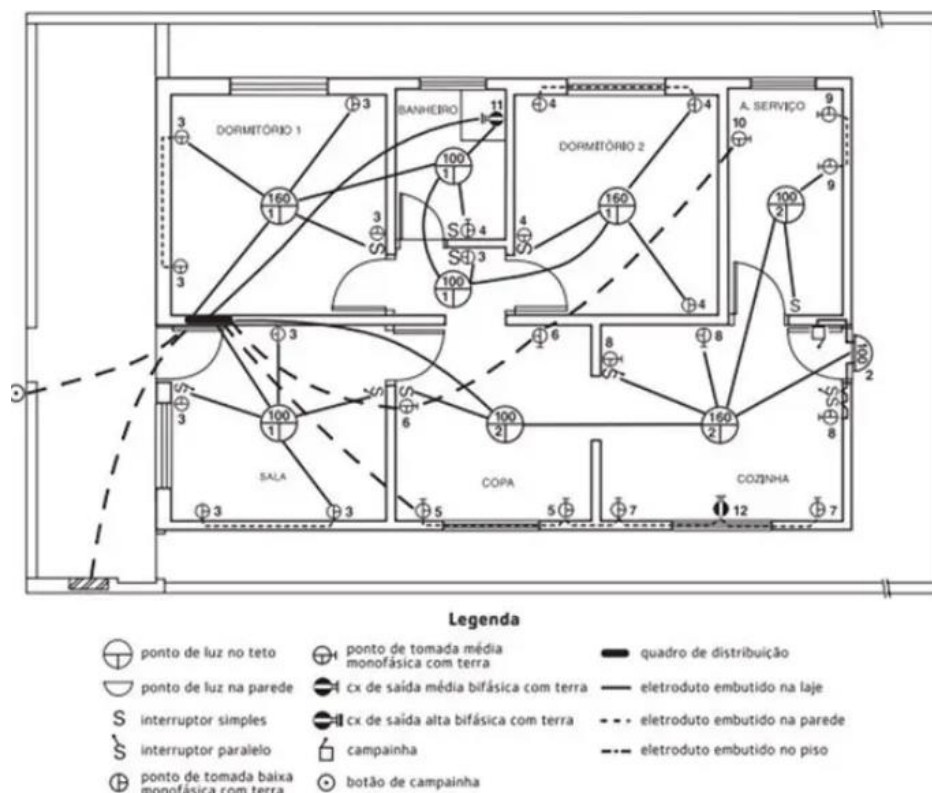 3
BANHEIRO
11
4
4
A. SERVIÇO
9
3
DORMITÓRIO 1
10
DORMITÓRIO 2
100
1
9
160
1
160
1
100
2
3
S
S
4
4
S
S
3
100
1
3
4
S
3
6
8
8
100
2
S
S
S
S
S
S
3
6
8
100
1
100
2
160
2
SALA
COPA
COZINHA
3
3
5
5
7
12
7
Legenda
ponto de luz no teto
ponto de luz na parede
S interruptor simples
S interruptor paralelo
ponto de tomada baixa
monofásica com terra
ponto de tomada média
monofásica com terra
cx de saída média bifásica com terra
cx de saída alta bifásica com terra
campainha
botão de campainha
quadro de distribuição
eletroduto embutido na laje
eletroduto embutido na parede
eletroduto embutido no piso